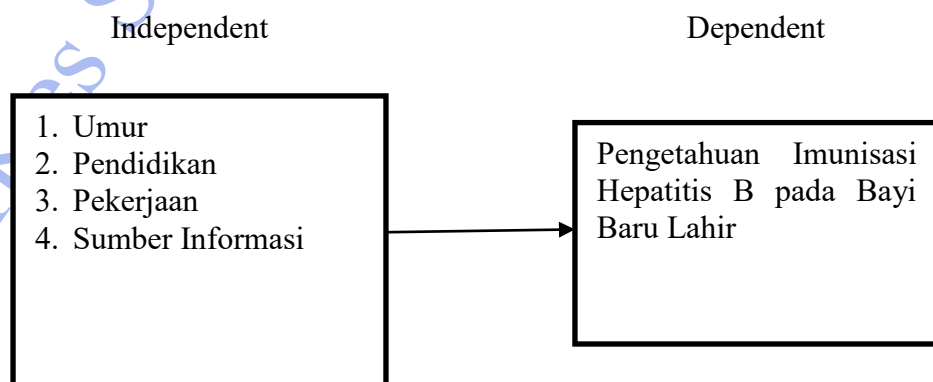 Independent
Dependent
1. Umur
2. Pendidikan
3. Pekerjaan
4. Sumber Informasi
Pengetahuan Imunisasi
Hepatitis B pada Bayi
Baru Lahir